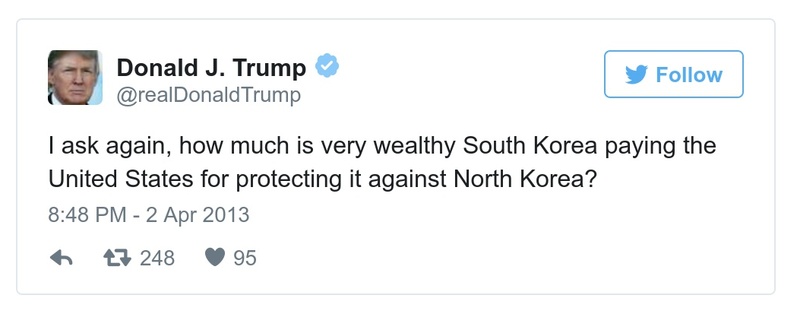 Donald J. Trump
@realDonaldTrump
Follow
I ask again, how much is very wealthy South Korea paying the
United States for protecting it against North Korea?
8:48 PM - 2 Apr 2013
248 95